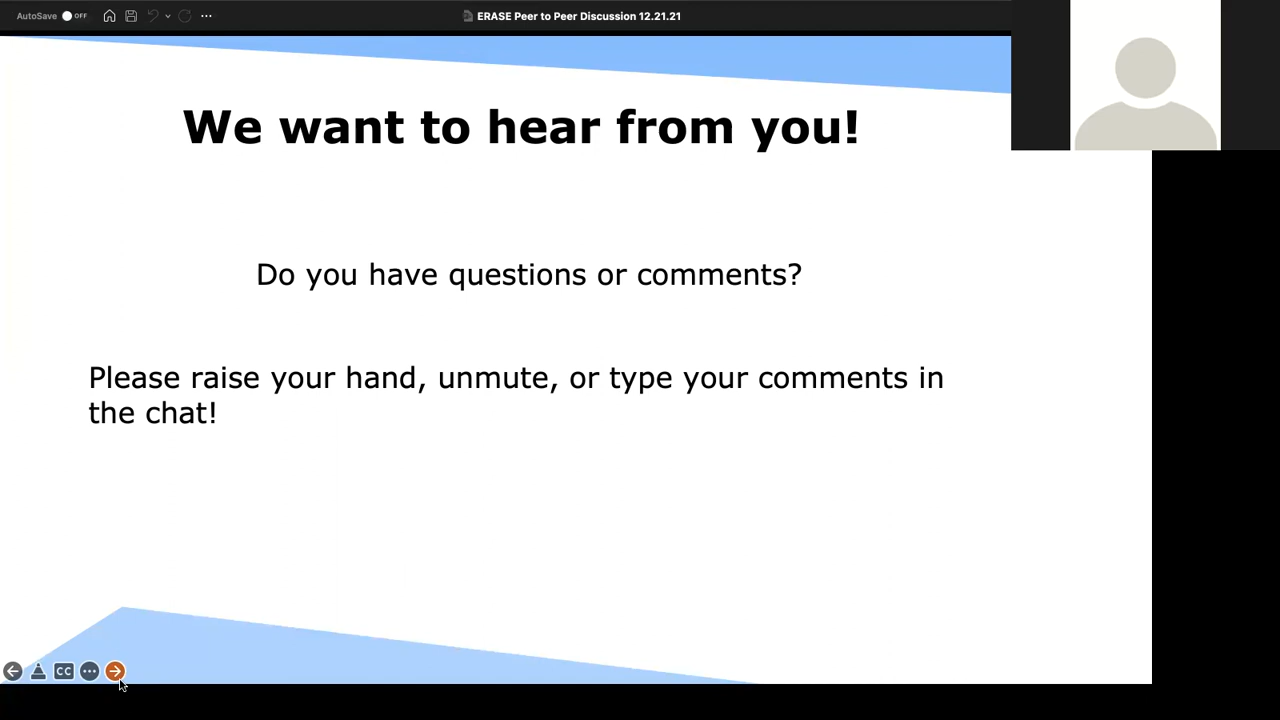 AutoSave OFF
ERASE Peer to Peer Discussion 12.21.21
We want to hear from you!
Do you have questions or comments?
Please raise your hand, unmute, or type your comments in
the chat!
CC